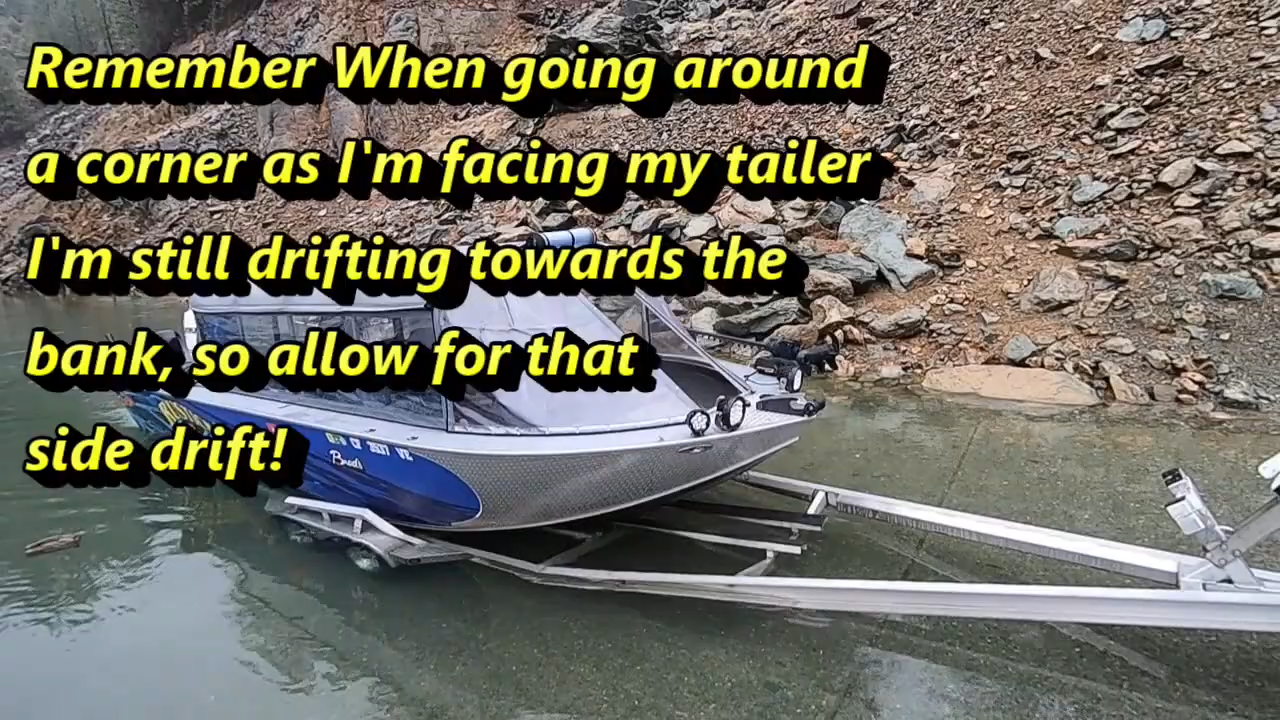 Remember When going around
a corner as I'm facing my tailer
I'm still drifting towards the
bank, so allow for that
side drift!
Brad's